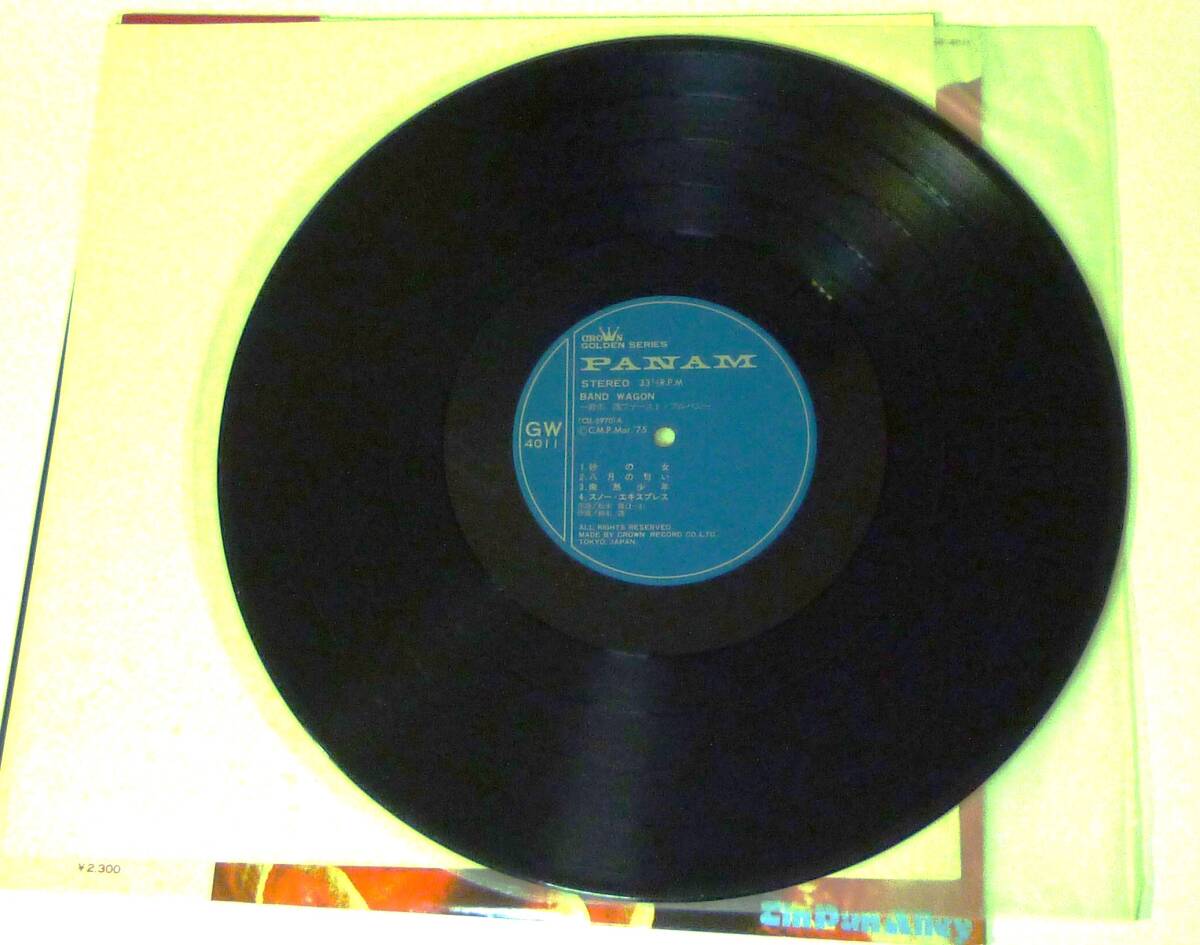 CROWN
GOLDEN SERIES
PANAM
STEREO 33⅓R.P.M
BAND WAGON
GW
4011
Ⓟ C.M.P. Mar. '75
1. 砂の女
2. 八月の匂い
3. 微熱少年
4. スノー・エキスプレス
ALL RIGHTS RESERVED
MADE BY CROWN RECORD CO. LTD.
TOKYO, JAPAN.
¥2.300
Tin Pan Alley